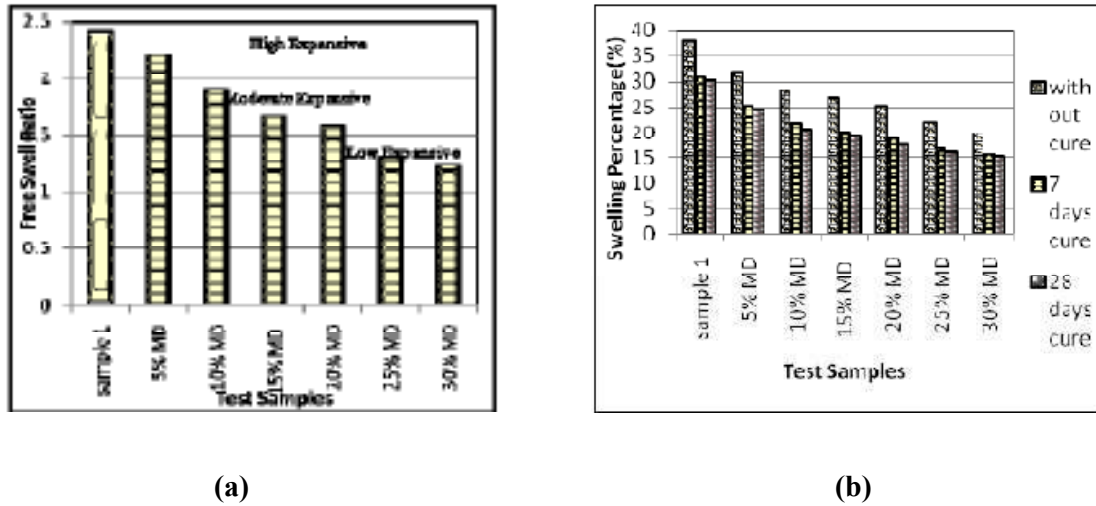 2.5
2
1
0.5
0
Free Swell Ratio
High Expansive
Moderate Expansive
Low Expansive
sample 1
5% MD
10% MD
15% MD
20% MD
25% MD
30% MD
Test Samples
(a)
40
35
30
25
20
15
10
5
0
Swelling Percentage(%)
sample 1
5% MD
10% MD
15% MD
20% MD
25% MD
30% MD
Test Samples
with
out
cure
7
days
cure
28
days
cure
(b)